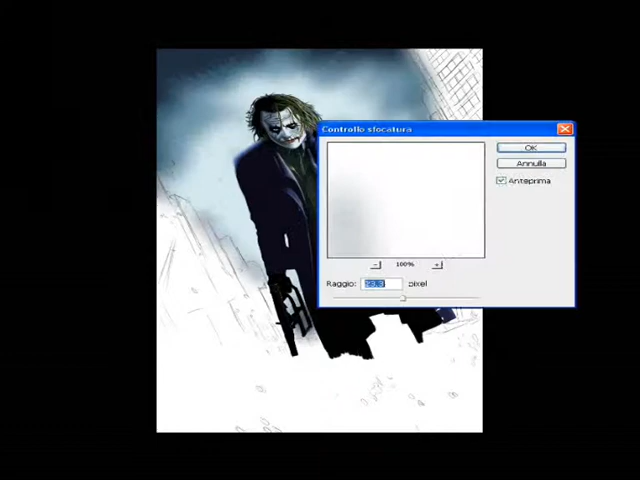 Controllo sfocatura
OK
Annulla
Anteprima
100%
Raggio:
pixel